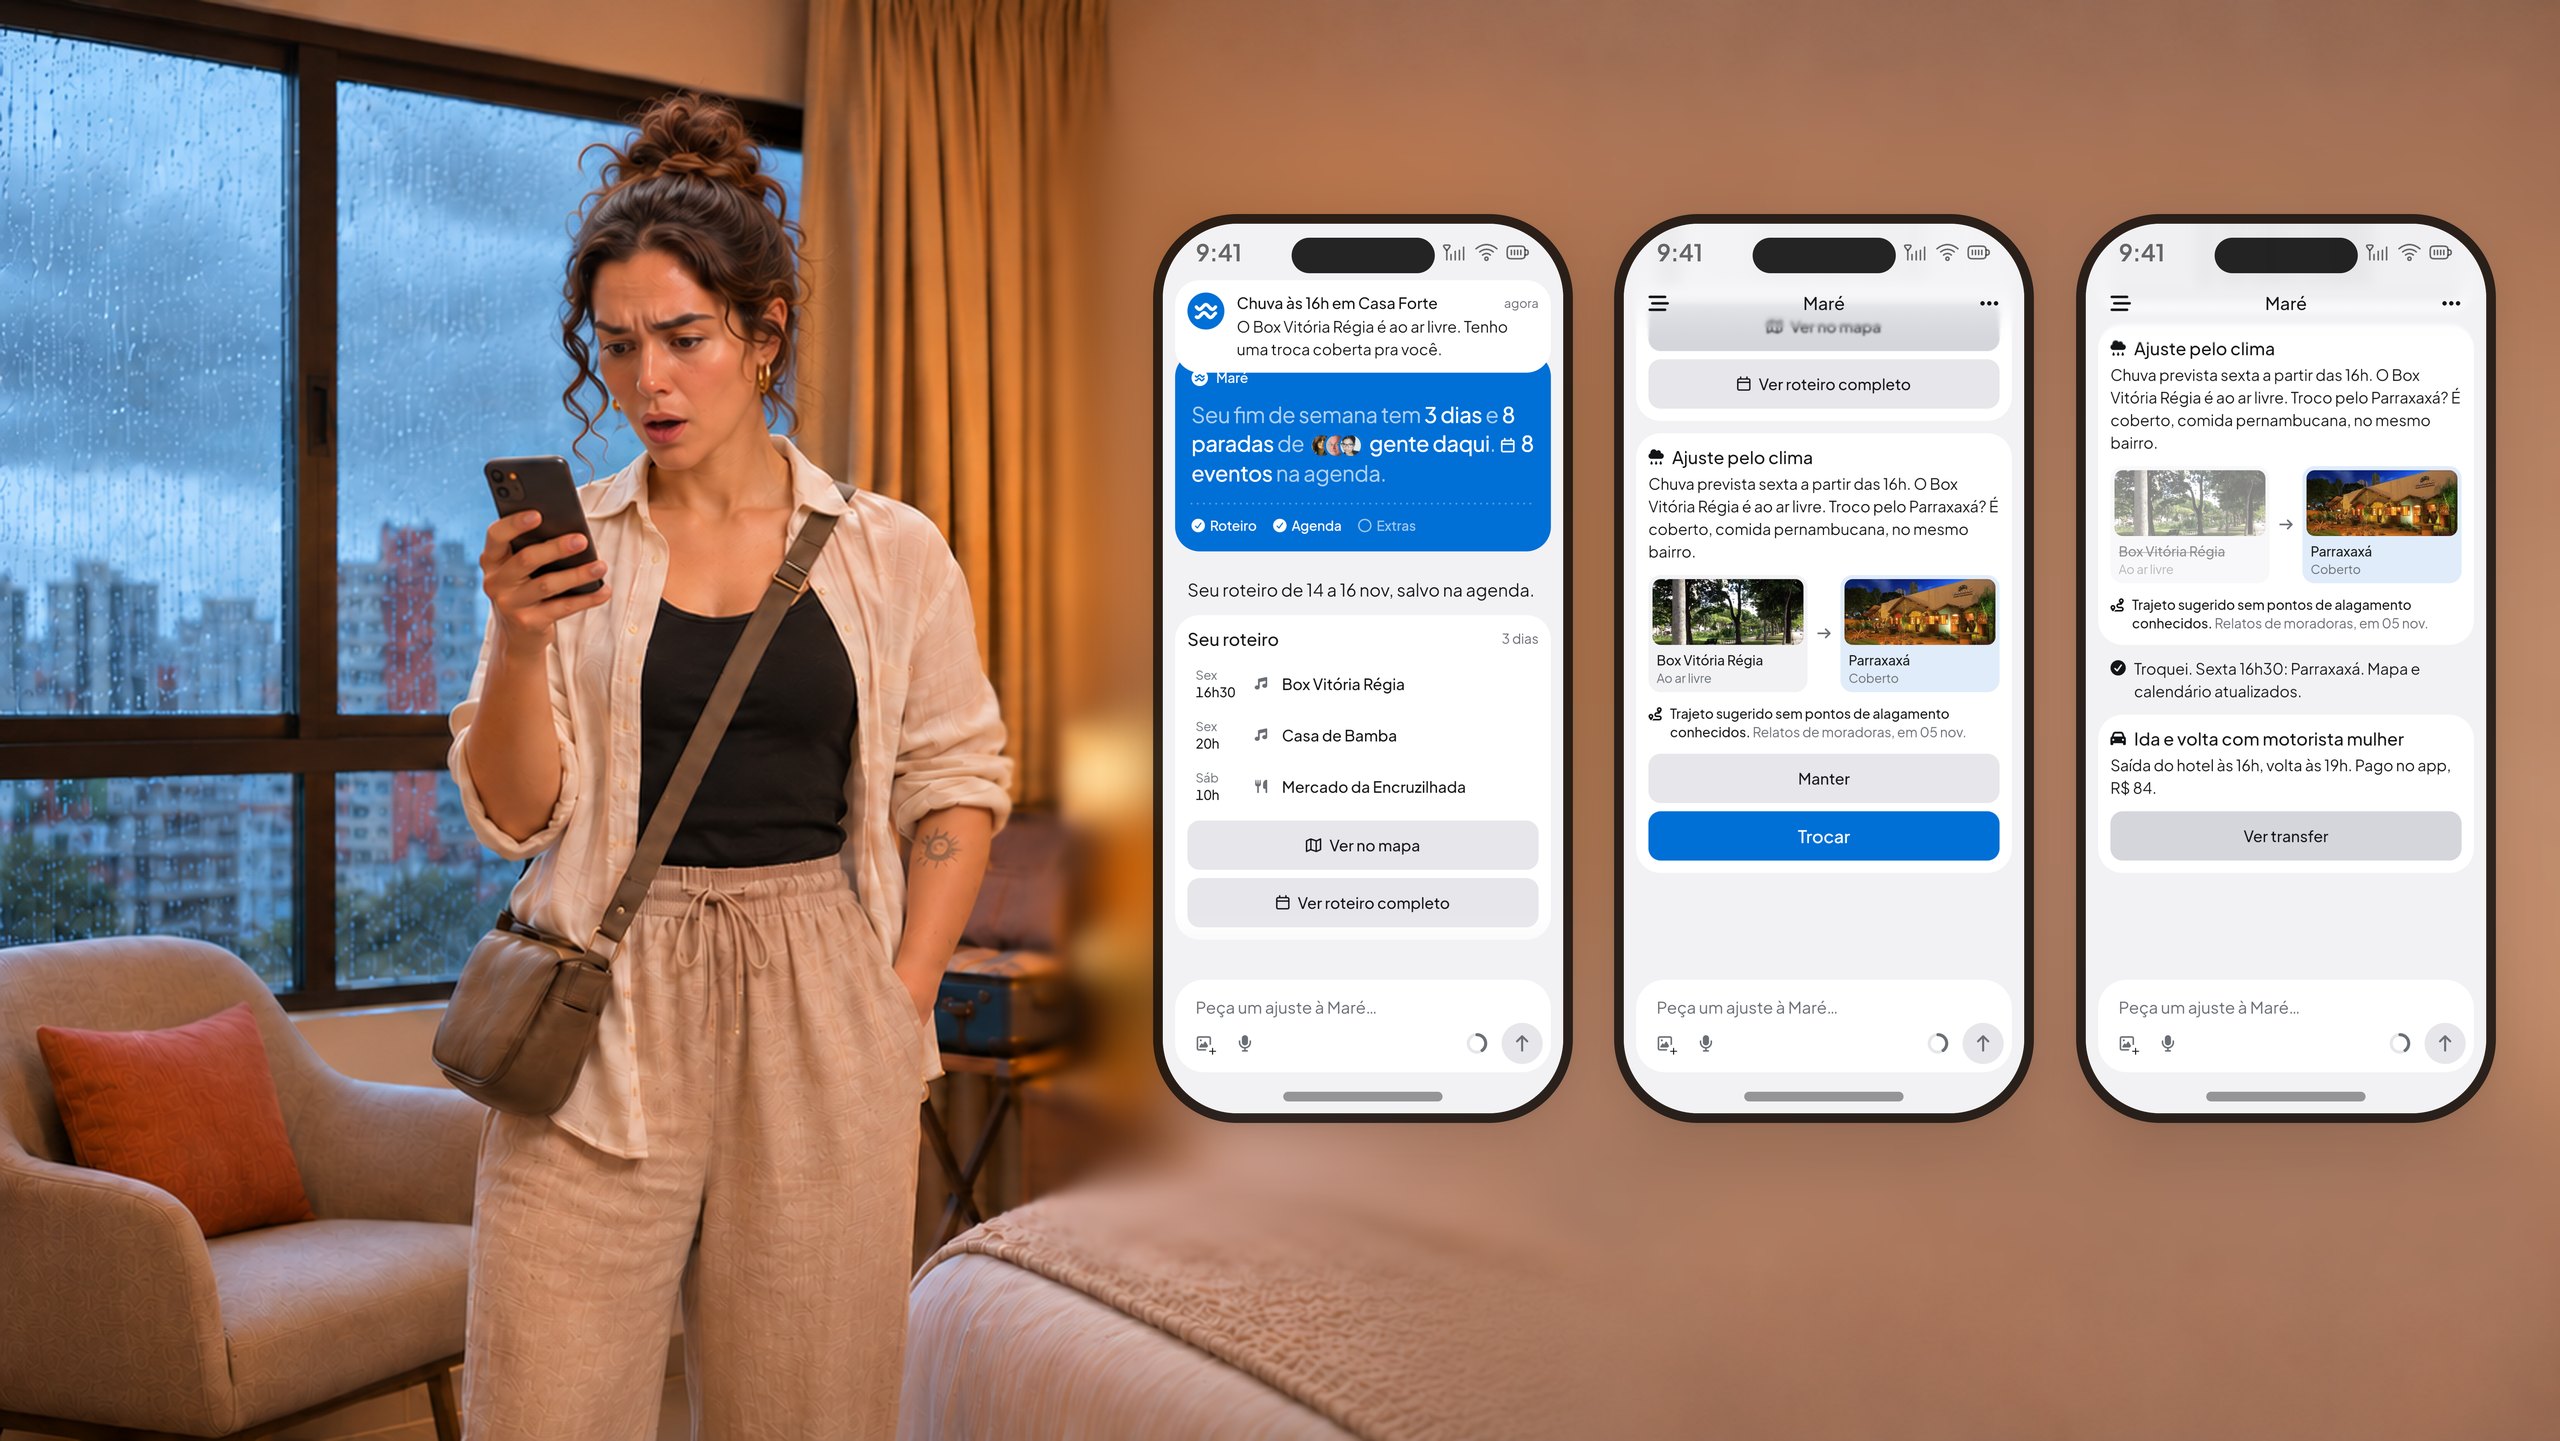 9:41
Chuva às 16h em Casa Forte
agora
O Box Vitória Régia é ao ar livre. Tenho
uma troca coberta pra você.
Maré
Seu fim de semana tem 3 dias e 8
paradas de gente daqui. 8
eventos na agenda.
Roteiro Agenda Extras
Seu roteiro de 14 a 16 nov, salvo na agenda.
Seu roteiro
3 dias
Sex
16h30
Box Vitória Régia
Sex
20h
Casa de Bamba
Sáb
10h
Mercado da Encruzilhada
Ver no mapa
Ver roteiro completo
Peça um ajuste à Maré...
9:41
Maré
Ver no mapa
Ver roteiro completo
Ajuste pelo clima
Chuva prevista sexta a partir das 16h. O Box
Vitória Régia é ao ar livre. Troco pelo Parraxaxá? É
coberto, comida pernambucana, no mesmo
bairro.
Box Vitória Régia
Ao ar livre
Parraxaxá
Coberto
Trajeto sugerido sem pontos de alagamento
conhecidos. Relatos de moradoras, em 05 nov.
Manter
Trocar
Peça um ajuste à Maré...
9:41
Maré
Ajuste pelo clima
Chuva prevista sexta a partir das 16h. O Box
Vitória Régia é ao ar livre. Troco pelo Parraxaxá? É
coberto, comida pernambucana, no mesmo
bairro.
Box Vitória Régia
Ao ar livre
Parraxaxá
Coberto
Trajeto sugerido sem pontos de alagamento
conhecidos. Relatos de moradoras, em 05 nov.
Troquei. Sexta 16h30: Parraxaxá. Mapa e
calendário atualizados.
Ida e volta com motorista mulher
Saída do hotel às 16h, volta às 19h. Pago no app,
R$ 84.
Ver transfer
Peça um ajuste à Maré...